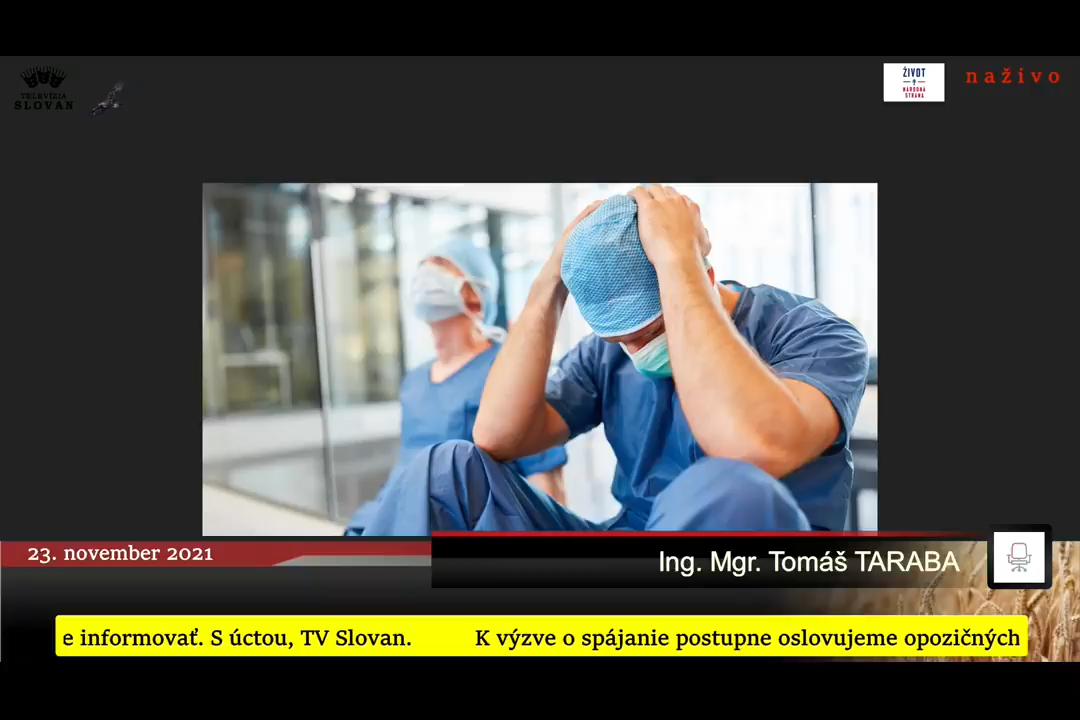 TELEVÍZIA
SLOVAN
ŽIVOT
NÁRODNÁ
STRANA
naživo
23. november 2021
Ing. Mgr. Tomáš TARABA
e informovať. S úctou, TV Slovan. K výzve o spájanie postupne oslovujeme opozičných